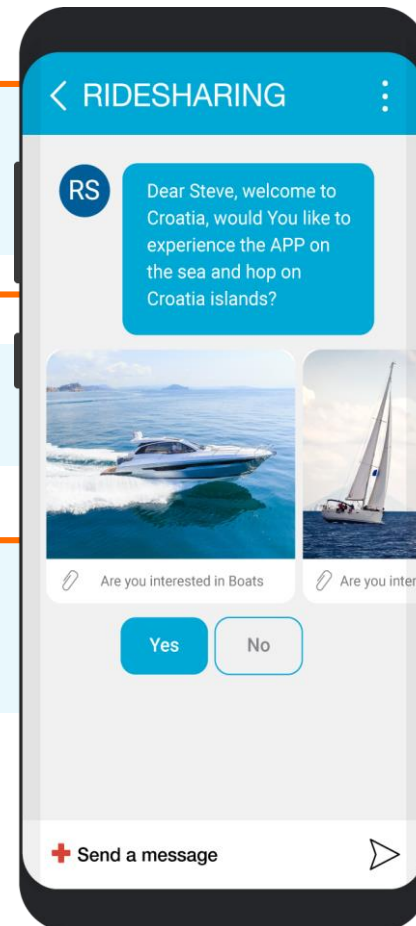 RIDESHARING
RS
Dear Steve, welcome to
Croatia, would You like to
experience the APP on
the sea and hop on
Croatia islands?
Are you interested in Boats
Are you inter
Yes
No
Send a message